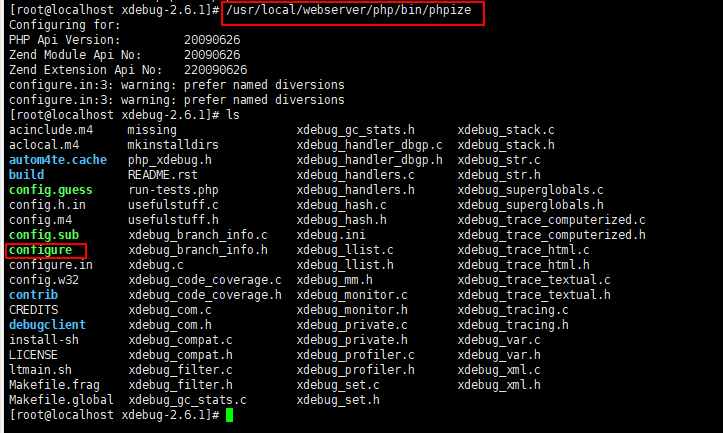 [root@localhost xdebug-2.6.1]# /usr/local/webserver/php/bin/phpize
Configuring for:
PHP Api Version:         20090626
Zend Module Api No:      20090626
Zend Extension Api No:   220090626
configure.in:3: warning: prefer named diversions
configure.in:3: warning: prefer named diversions
[root@localhost xdebug-2.6.1]# ls
acinclude.m4     missing                 xdebug_gc_stats.h       xdebug_stack.c
aclocal.m4       mkinstalldirs           xdebug_handler_dbgp.c   xdebug_stack.h
autom4te.cache   php_xdebug.h            xdebug_handler_dbgp.h   xdebug_str.c
build            README.rst              xdebug_handlers.c       xdebug_str.h
config.guess     run-tests.php           xdebug_handlers.h       xdebug_superglobals.c
config.h.in      usefulstuff.c           xdebug_hash.c           xdebug_superglobals.h
config.m4        usefulstuff.h           xdebug_hash.h           xdebug_trace_computerized.c
config.sub       xdebug_branch_info.c    xdebug.ini              xdebug_trace_computerized.h
configure        xdebug_branch_info.h    xdebug_llist.c          xdebug_trace_html.c
configure.in     xdebug.c                xdebug_llist.h          xdebug_trace_html.h
config.w32       xdebug_code_coverage.c  xdebug_mm.h             xdebug_trace_textual.c
contrib          xdebug_code_coverage.h  xdebug_monitor.c        xdebug_trace_textual.h
CREDITS          xdebug_com.c            xdebug_monitor.h        xdebug_tracing.c
debugclient      xdebug_com.h            xdebug_private.c        xdebug_tracing.h
install-sh       xdebug_compat.c         xdebug_private.h        xdebug_var.c
LICENSE          xdebug_compat.h         xdebug_profiler.c       xdebug_var.h
ltmain.sh        xdebug_filter.c         xdebug_profiler.h       xdebug_xml.c
Makefile.frag    xdebug_filter.h         xdebug_set.c            xdebug_xml.h
Makefile.global  xdebug_gc_stats.c       xdebug_set.h
[root@localhost xdebug-2.6.1]#